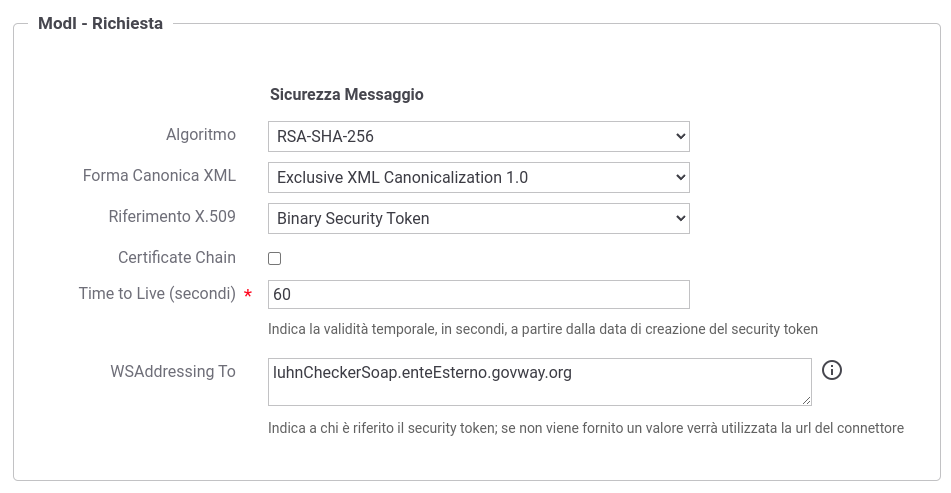 ModI - Richiesta
Sicurezza Messaggio
Algoritmo RSA-SHA-256
Forma Canonica XML Exclusive XML Canonicalization 1.0
Riferimento X.509 Binary Security Token
Certificate Chain
Time to Live (secondi) * 60
Indica la validità temporale, in secondi, a partire dalla data di creazione del security token
WSAddressing To luhnCheckerSoap.enteEsterno.govway.org
Indica a chi è riferito il security token; se non viene fornito un valore verrà utilizzata la url del connettore